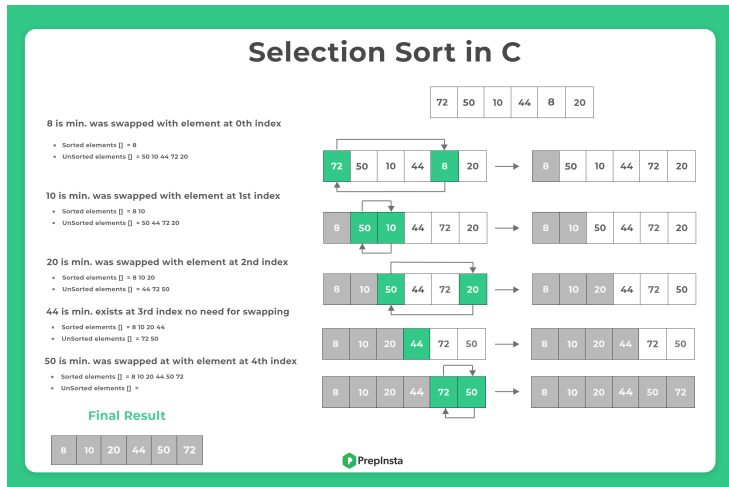 Selection Sort in C
72 50 10 44 8 20
8 is min. was swapped with element at 0th index
• Sorted elements [] = 8
• UnSorted elements [] = 50 10 44 72 20
72 50 10 44 8 20
8 50 10 44 72 20
10 is min. was swapped with element at 1st index
• Sorted elements [] = 8 10
• UnSorted elements [] = 50 44 72 20
8 50 10 44 72 20
8 10 50 44 72 20
20 is min. was swapped with element at 2nd index
• Sorted elements [] = 8 10 20
• UnSorted elements [] = 44 72 50
8 10 50 44 72 20
8 10 20 44 72 50
44 is min. exists at 3rd index no need for swapping
• Sorted elements [] = 8 10 20 44
• UnSorted elements [] = 72 50
8 10 20 44 72 50
8 10 20 44 72 50
50 is min. was swapped at with element at 4th index
• Sorted elements [] = 8 10 20 44 50 72
• UnSorted elements [] =
8 10 20 44 72 50
8 10 20 44 50 72
Final Result
8 10 20 44 50 72
PrepInsta